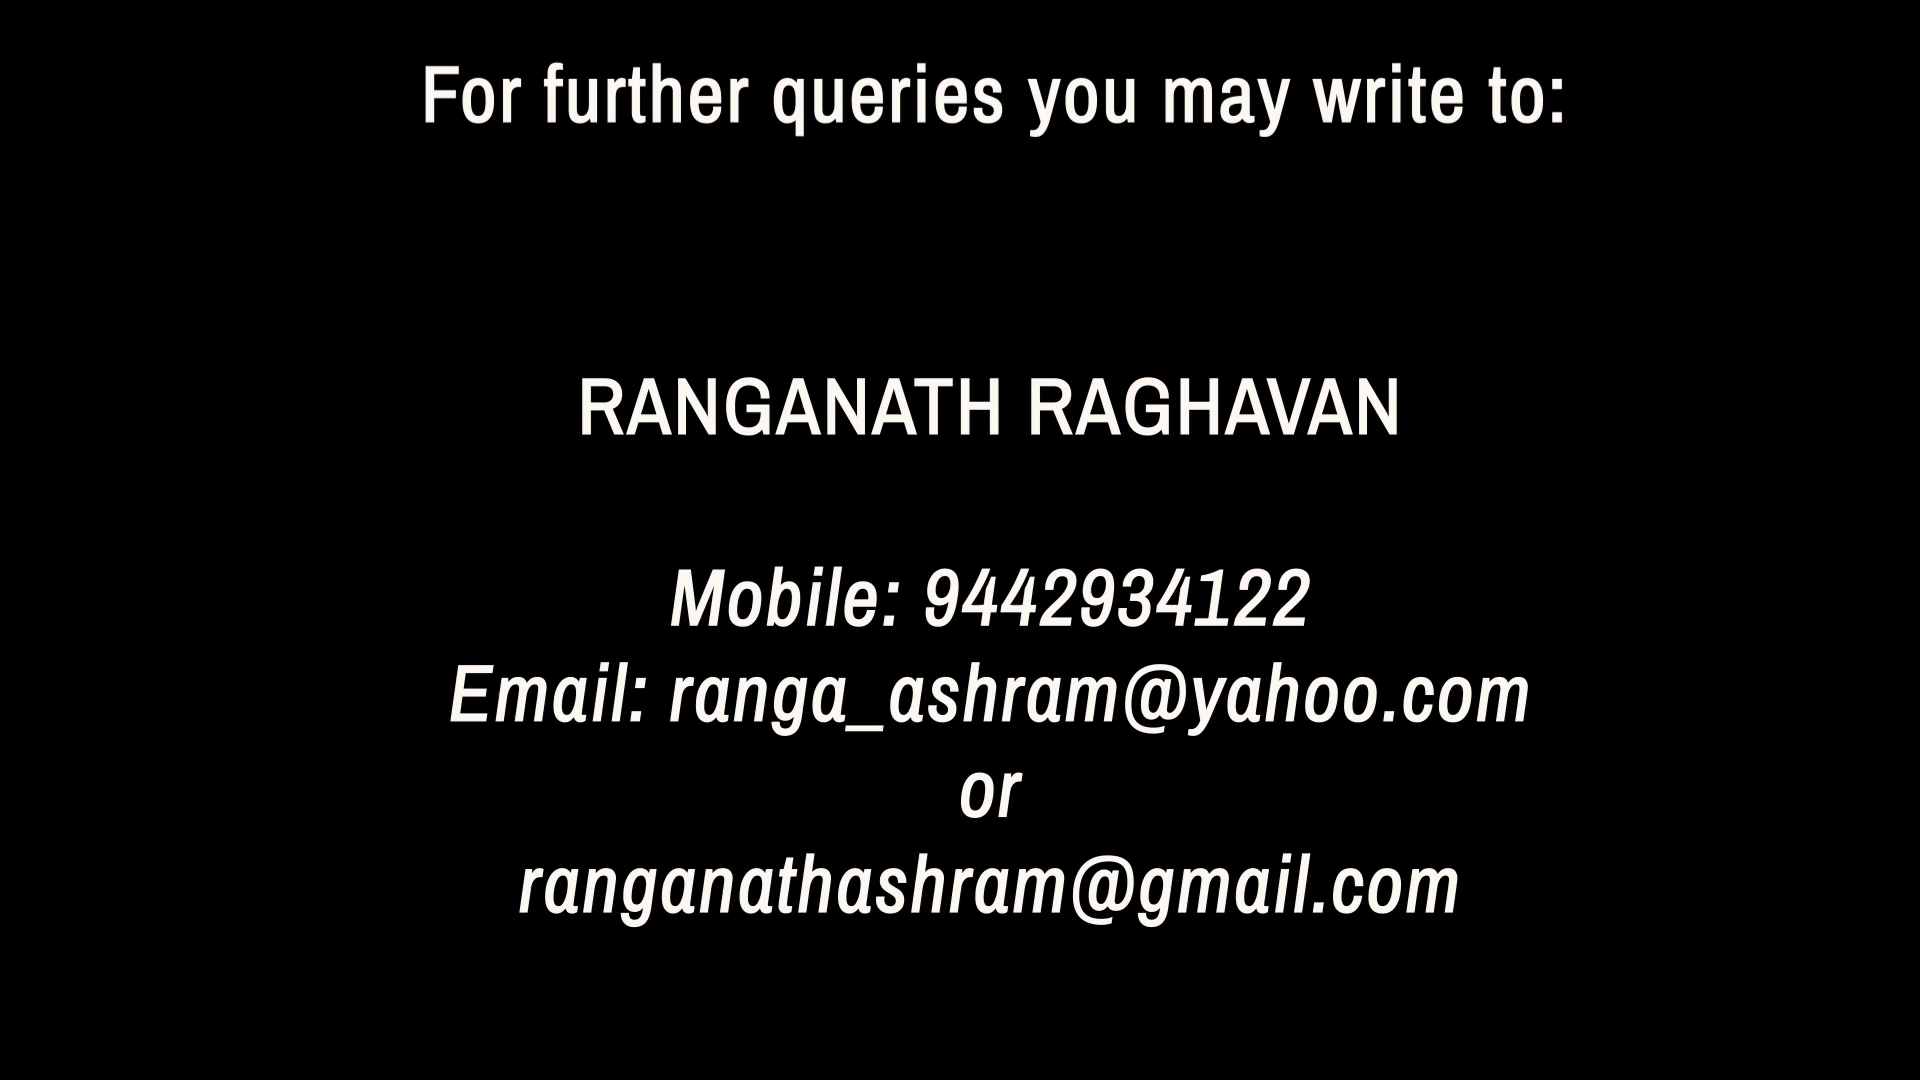 For further queries you may write to:
RANGANATH RAGHAVAN
Mobile: 9442934122
Email: ranga_ashram@yahoo.com
or
ranganathashram@gmail.com